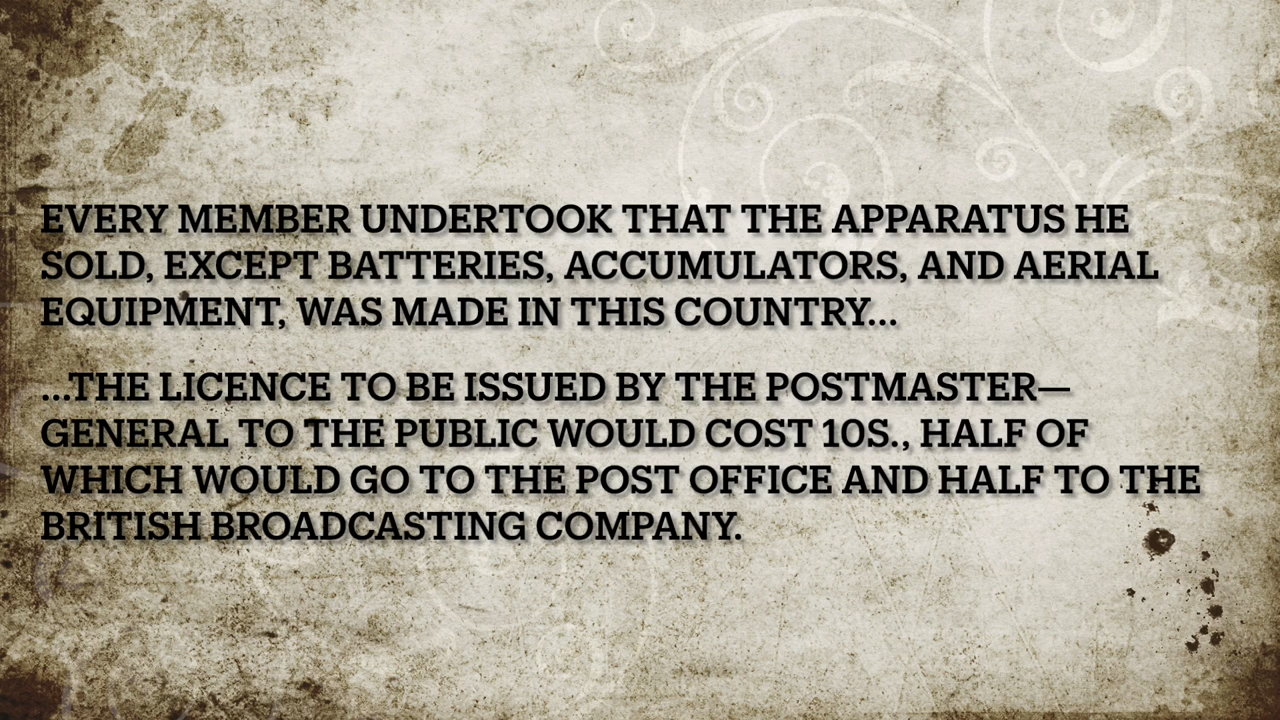 EVERY MEMBER UNDERTOOK THAT THE APPARATUS HE
SOLD, EXCEPT BATTERIES, ACCUMULATORS, AND AERIAL
EQUIPMENT, WAS MADE IN THIS COUNTRY...
...THE LICENCE TO BE ISSUED BY THE POSTMASTER—
GENERAL TO THE PUBLIC WOULD COST 10S., HALF OF
WHICH WOULD GO TO THE POST OFFICE AND HALF TO THE
BRITISH BROADCASTING COMPANY.